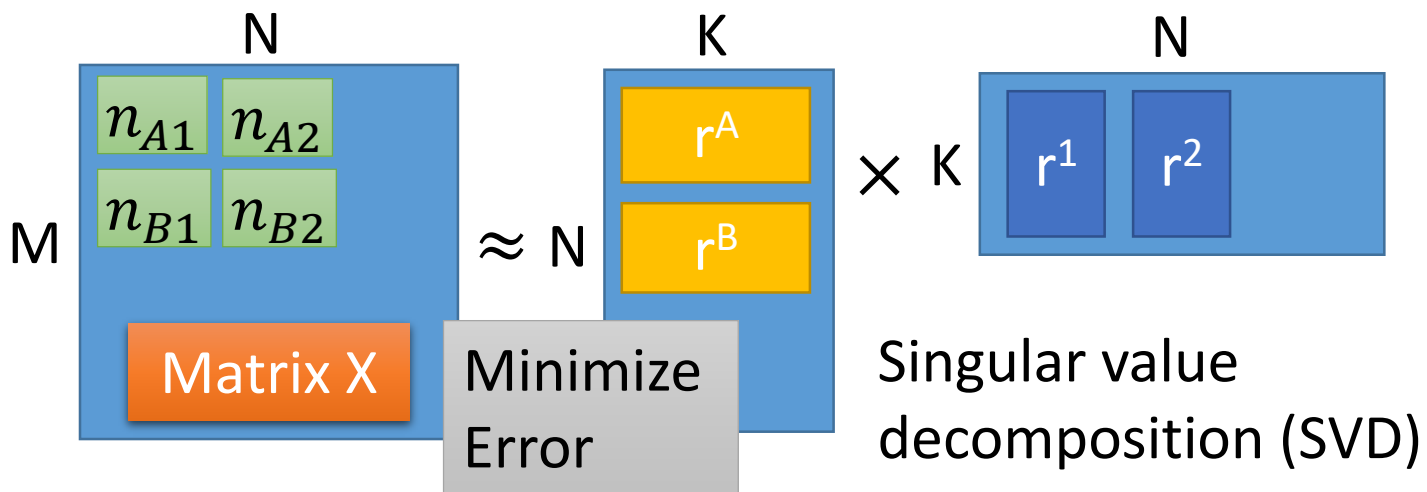 N
K
N
n_{A1} n_{A2}
r^A
× K
r^1 r^2
n_{B1} n_{B2}
M
≈ N
r^B
Matrix X
Minimize
Error
Singular value
decomposition (SVD)